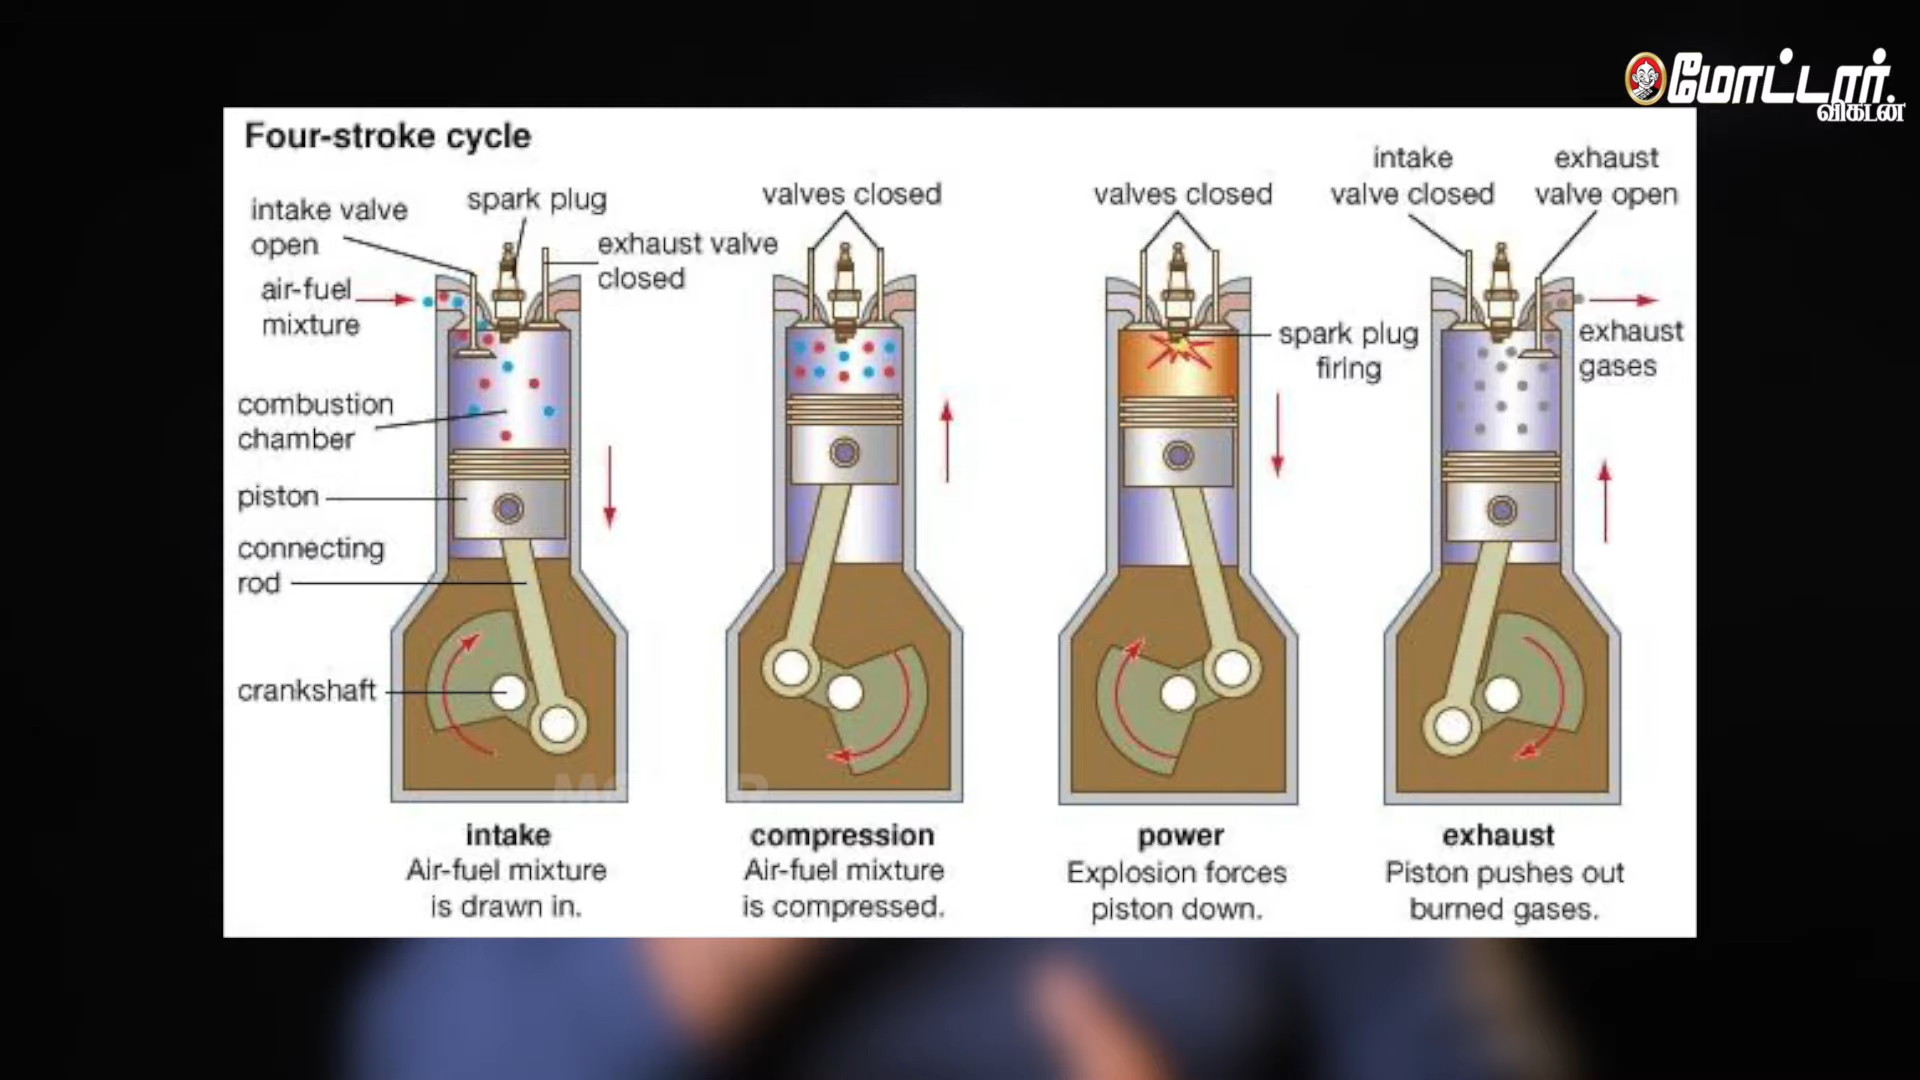 மோட்டார்
விகடன்
Four-stroke cycle
intake valve
open
spark plug
exhaust valve
closed
air-fuel
mixture
combustion
chamber
piston
connecting
rod
crankshaft
valves closed
valves closed
spark plug
firing
intake
valve closed
exhaust
valve open
exhaust
gases
intake
Air-fuel mixture
is drawn in.
compression
Air-fuel mixture
is compressed.
power
Explosion forces
piston down.
exhaust
Piston pushes out
burned gases.